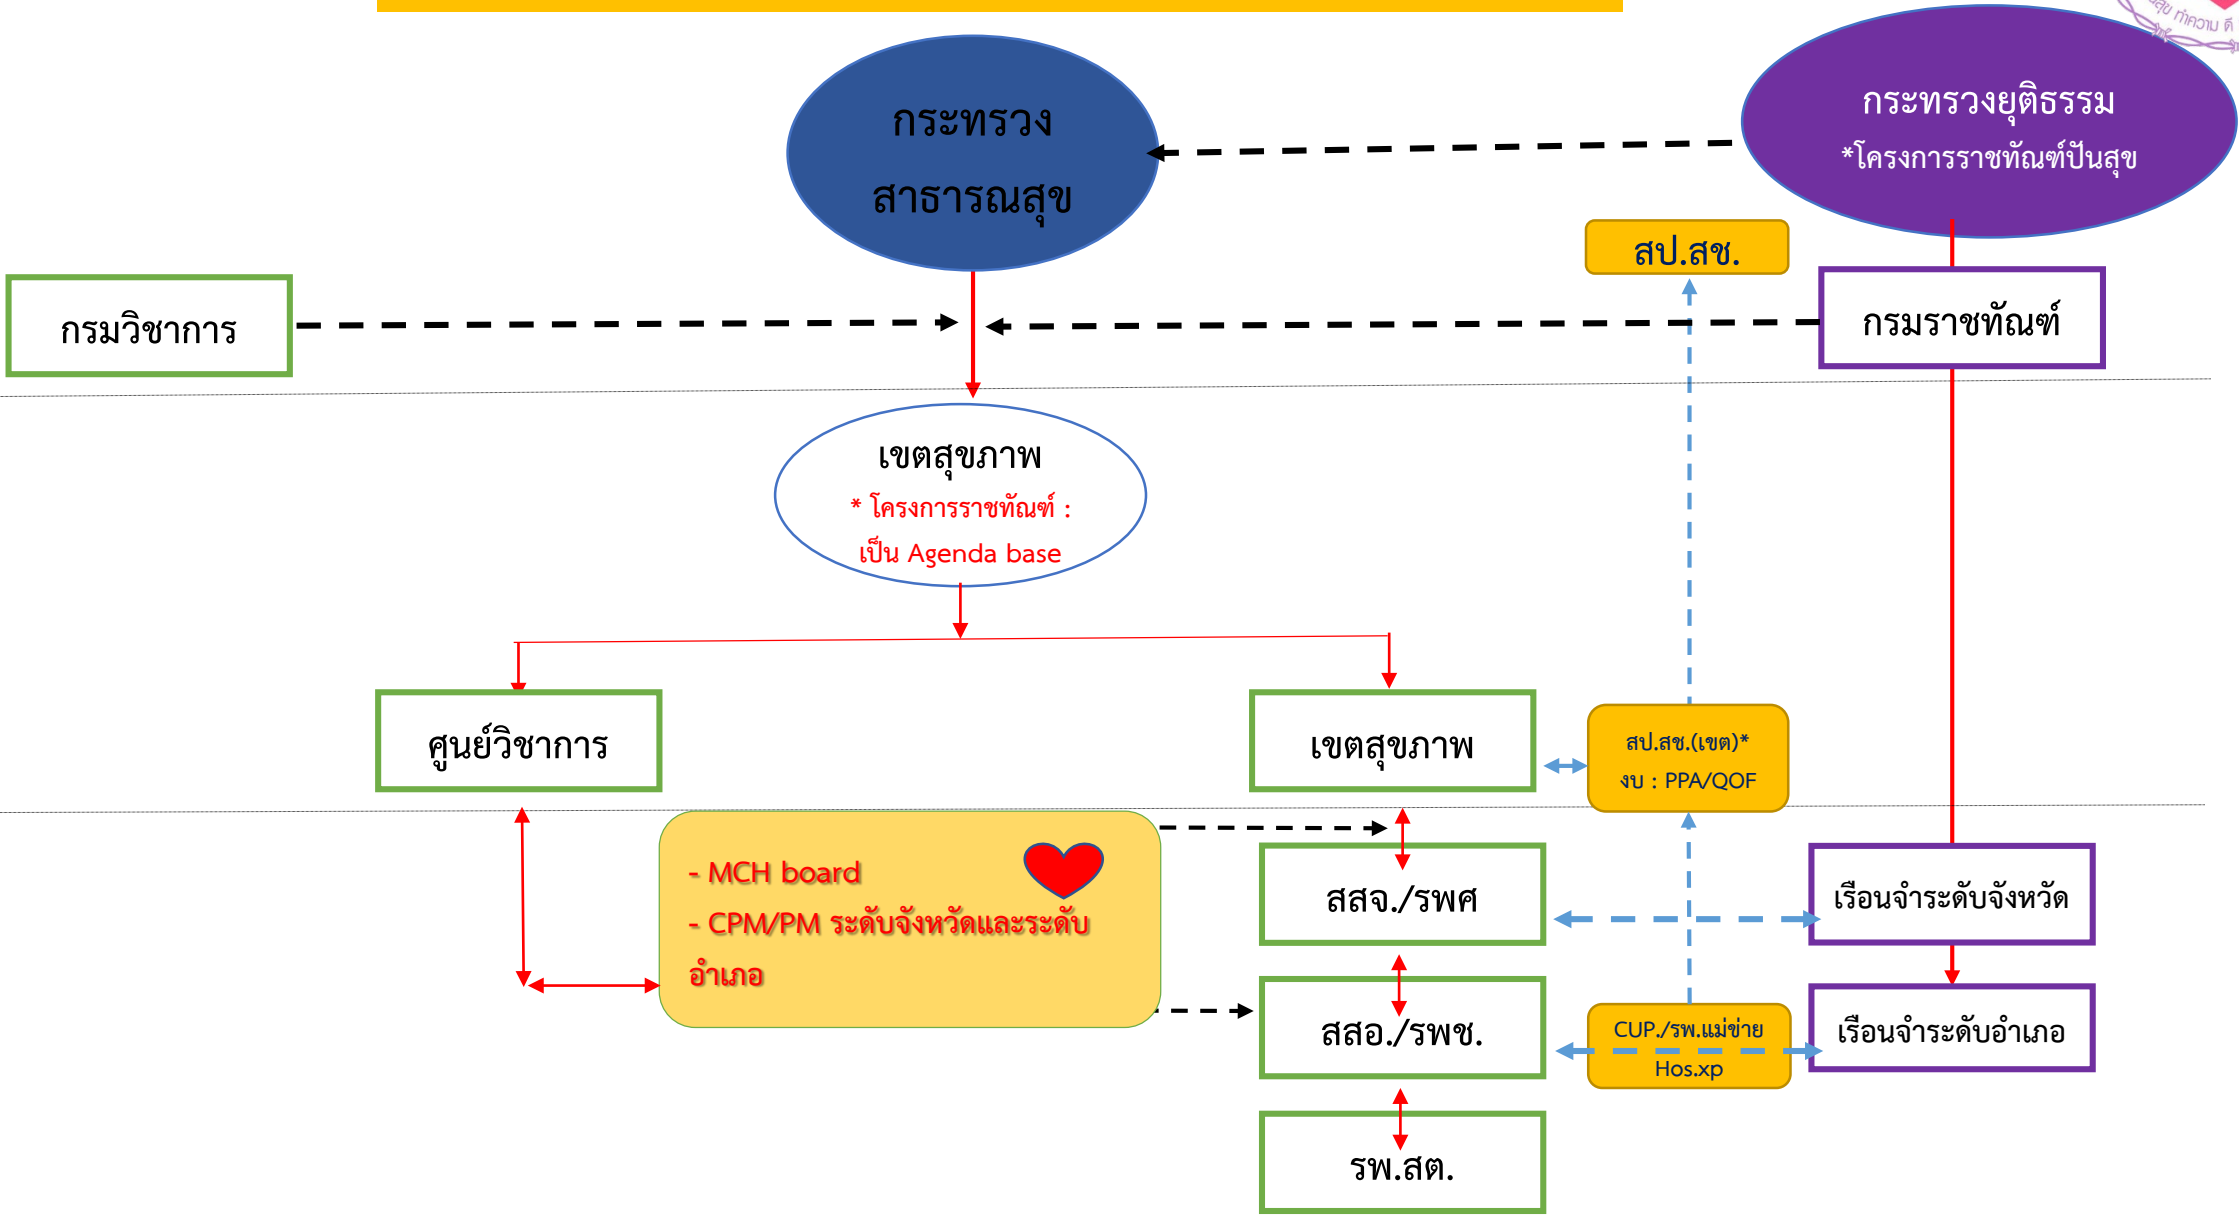 ทำความ ดี
กระทรวง
สาธารณสุข
กระทรวงยุติธรรม
*โครงการราชทัณฑ์ปันสุข
สป.สช.
กรมวิชาการ
กรมราชทัณฑ์
เขตสุขภาพ
* โครงการราชทัณฑ์ :
เป็น Agenda base
ศูนย์วิชาการ
เขตสุขภาพ
สป.สช.(เขต)*
งบ : PPA/QOF
- MCH board
- CPM/PM ระดับจังหวัดและระดับ
อำเภอ
สสจ./รพศ
เรือนจำระดับจังหวัด
สสอ./รพช.
CUP./รพ.แม่ข่าย
Hos.xp
เรือนจำระดับอำเภอ
รพ.สต.